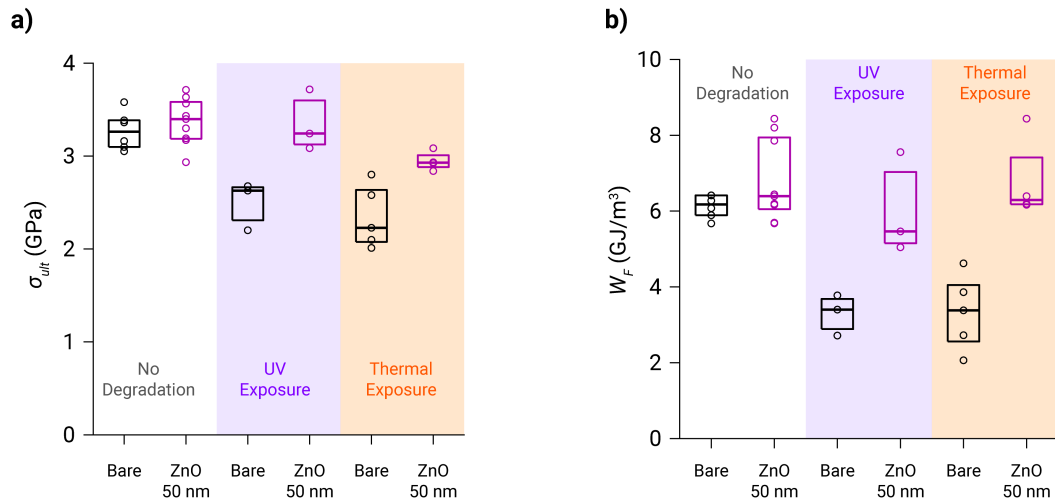 a)
σult (GPa)
4
3
2
1
0
No
Degradation
UV
Exposure
Thermal
Exposure
Bare
ZnO
50 nm
Bare
ZnO
50 nm
Bare
ZnO
50 nm
b)
WF (GJ/m³)
10
8
6
4
2
0
No
Degradation
UV
Exposure
Thermal
Exposure
Bare
ZnO
50 nm
Bare
ZnO
50 nm
Bare
ZnO
50 nm